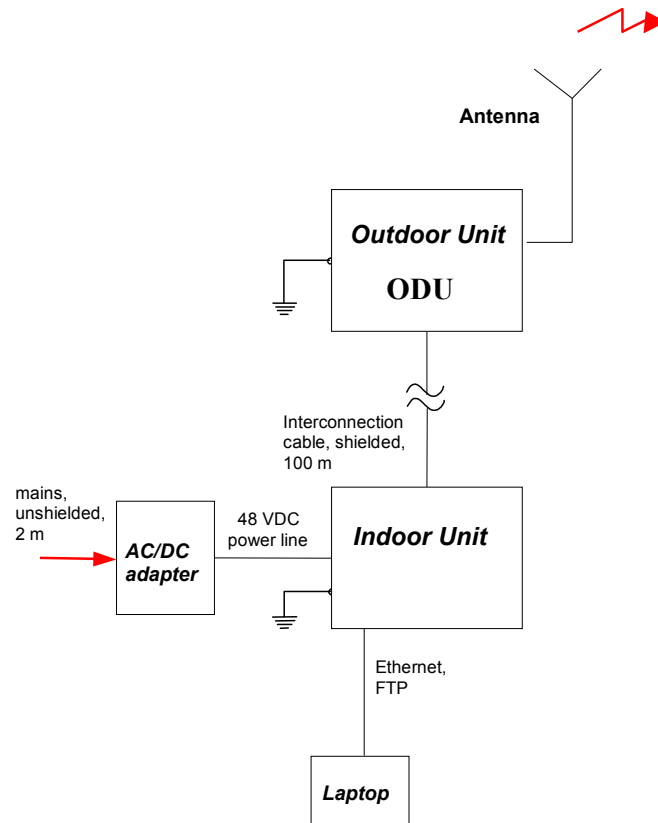 Antenna
Outdoor Unit
ODU
Interconnection
cable, shielded,
100 m
mains,
unshielded,
2 m
AC/DC
adapter
48 VDC
power line
Indoor Unit
Ethernet,
FTP
Laptop